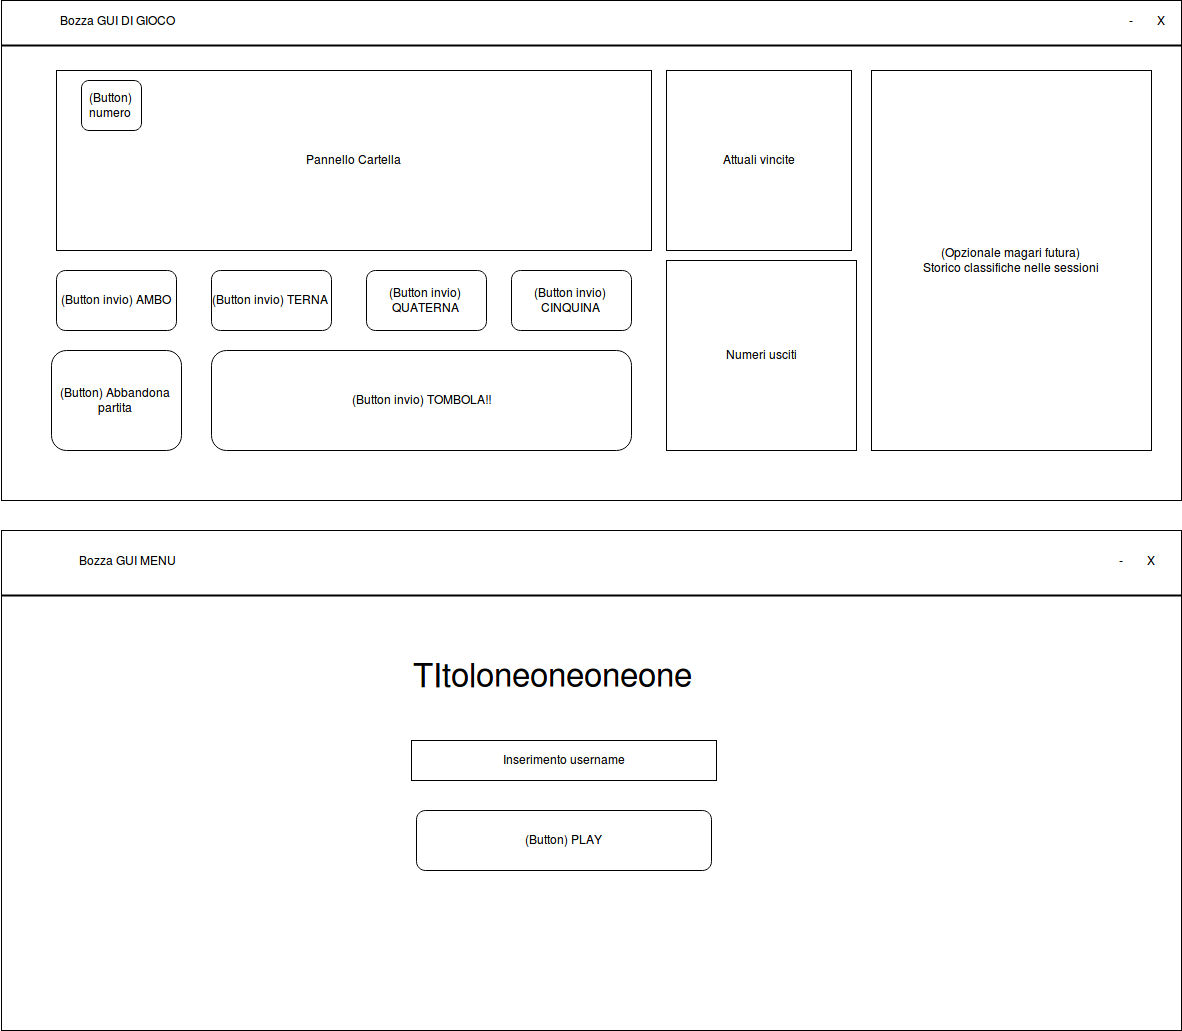 Bozza GUI DI GIOCO
- X
(Button)
numero
Pannello Cartella
Attuali vincite
(Opzionale magari futura)
Storico classifiche nelle sessioni
(Button invio) AMBO
(Button invio) TERNA
(Button invio)
QUATERNA
(Button invio)
CINQUINA
Numeri usciti
(Button) Abbandona
partita
(Button invio) TOMBOLA!!
Bozza GUI MENU
- X
TItoloneoneoneone
Inserimento username
(Button) PLAY